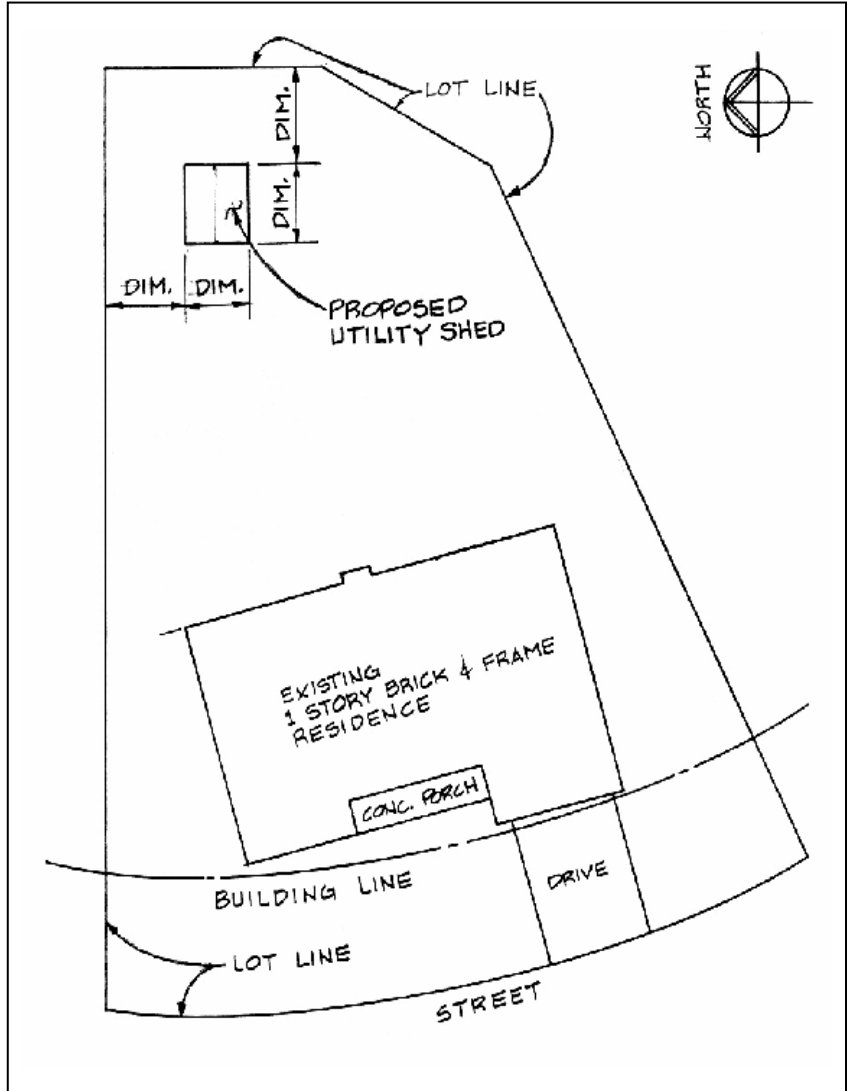 LOT LINE
NORTH
DIM.
DIM.
DIM.
DIM.
PROPOSED
UTILITY SHED
EXISTING
1 STORY BRICK & FRAME
RESIDENCE
CONC. PORCH
BUILDING LINE
DRIVE
LOT LINE
STREET